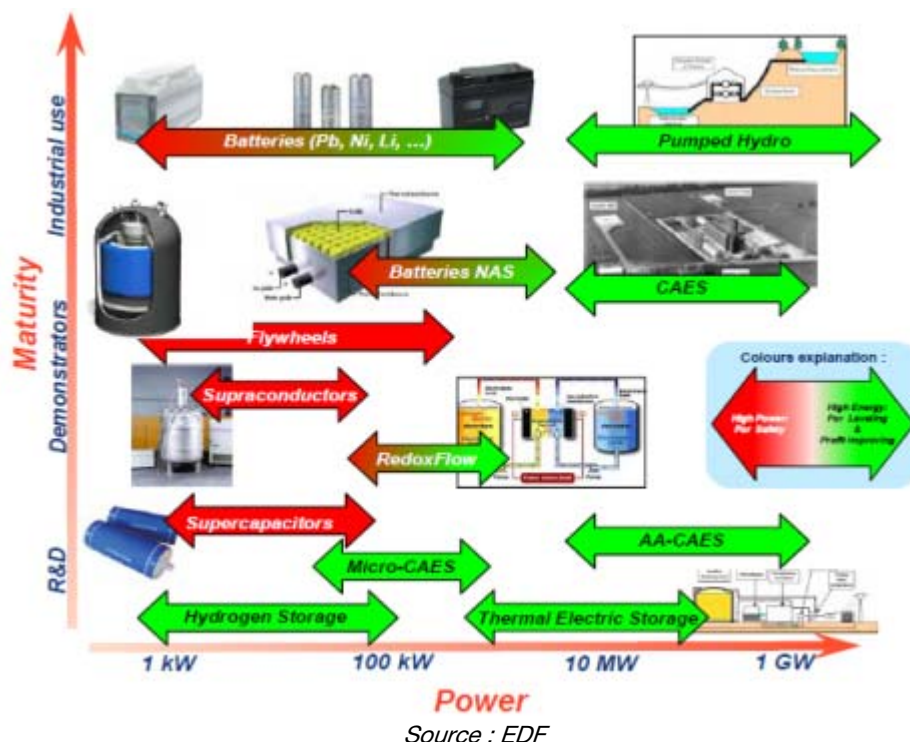 Maturity
Industrial use
Demonstrators
R&D
Batteries (Pb, Ni, Li, ...)
Pumped Hydro
Batteries NAS
CAES
Flywheels
Supraconductors
RedoxFlow
Colours explanation :
High Power:
For Safety
High Energy:
For Leveling
&
Profit Improving
Supercapacitors
Micro-CAES
AA-CAES
Hydrogen Storage
Thermal Electric Storage
1 kW
100 kW
10 MW
1 GW
Power
Source : EDF